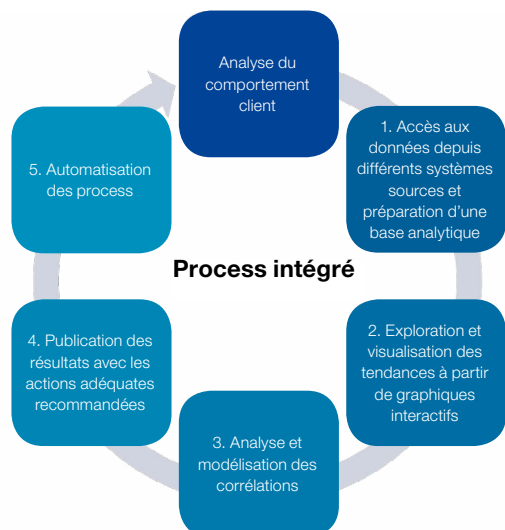 Analyse du
comportement
client
1. Accès aux
données depuis
différents systèmes
sources et
préparation d'une
base analytique
5. Automatisation
des process
Process intégré
4. Publication des
résultats avec les
actions adéquates
recommandées
2. Exploration et
visualisation des
tendances à partir
de graphiques
interactifs
3. Analyse et
modélisation des
corrélations